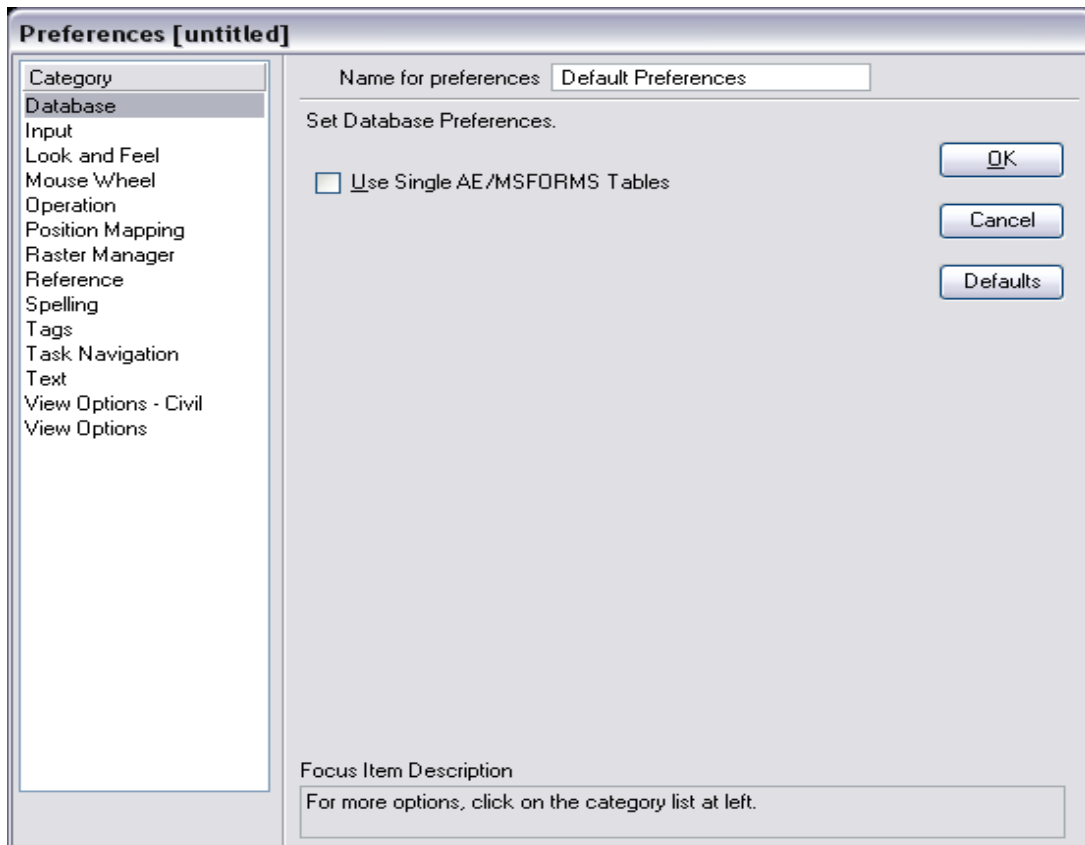 Preferences [untitled]
Category
Database
Input
Look and Feel
Mouse Wheel
Operation
Position Mapping
Raster Manager
Reference
Spelling
Tags
Task Navigation
Text
View Options - Civil
View Options
Name for preferences Default Preferences
Set Database Preferences.
Use Single AE/MSFORMS Tables
OK
Cancel
Defaults
Focus Item Description
For more options, click on the category list at left.